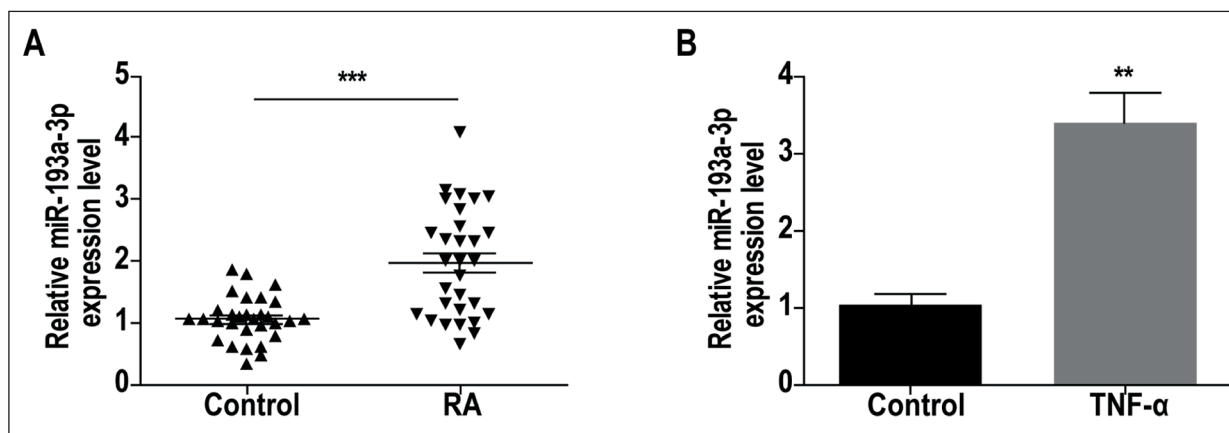 A
Relative miR-193a-3p
expression level
5
4
3
2
1
0
***
Control
RA
B
Relative miR-193a-3p
expression level
4
3
2
1
0
**
Control
TNF-α